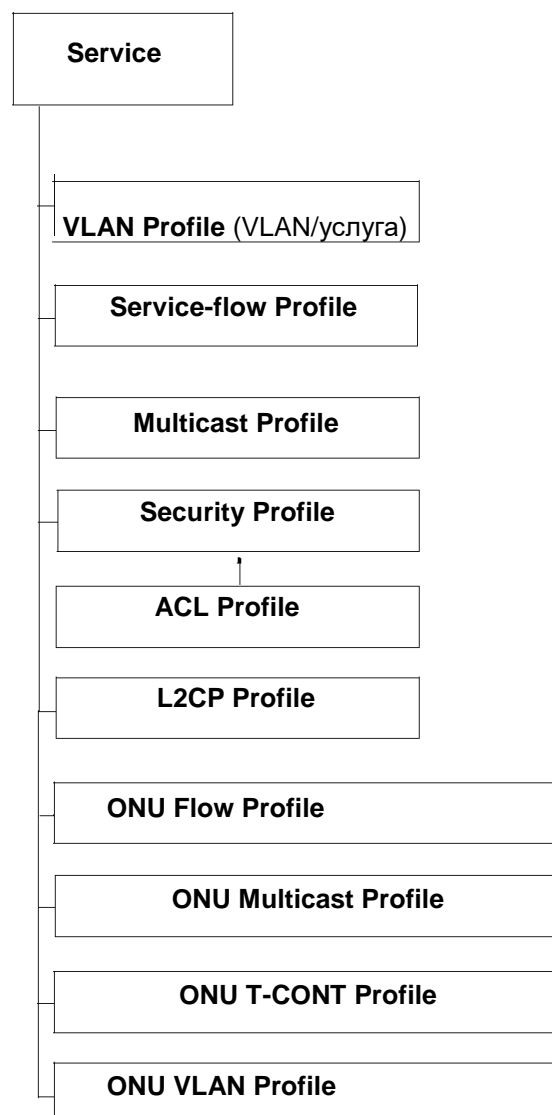 Service
VLAN Profile (VLAN/услуга)
Service-flow Profile
Multicast Profile
Security Profile
ACL Profile
L2CP Profile
ONU Flow Profile
ONU Multicast Profile
ONU T-CONT Profile
ONU VLAN Profile